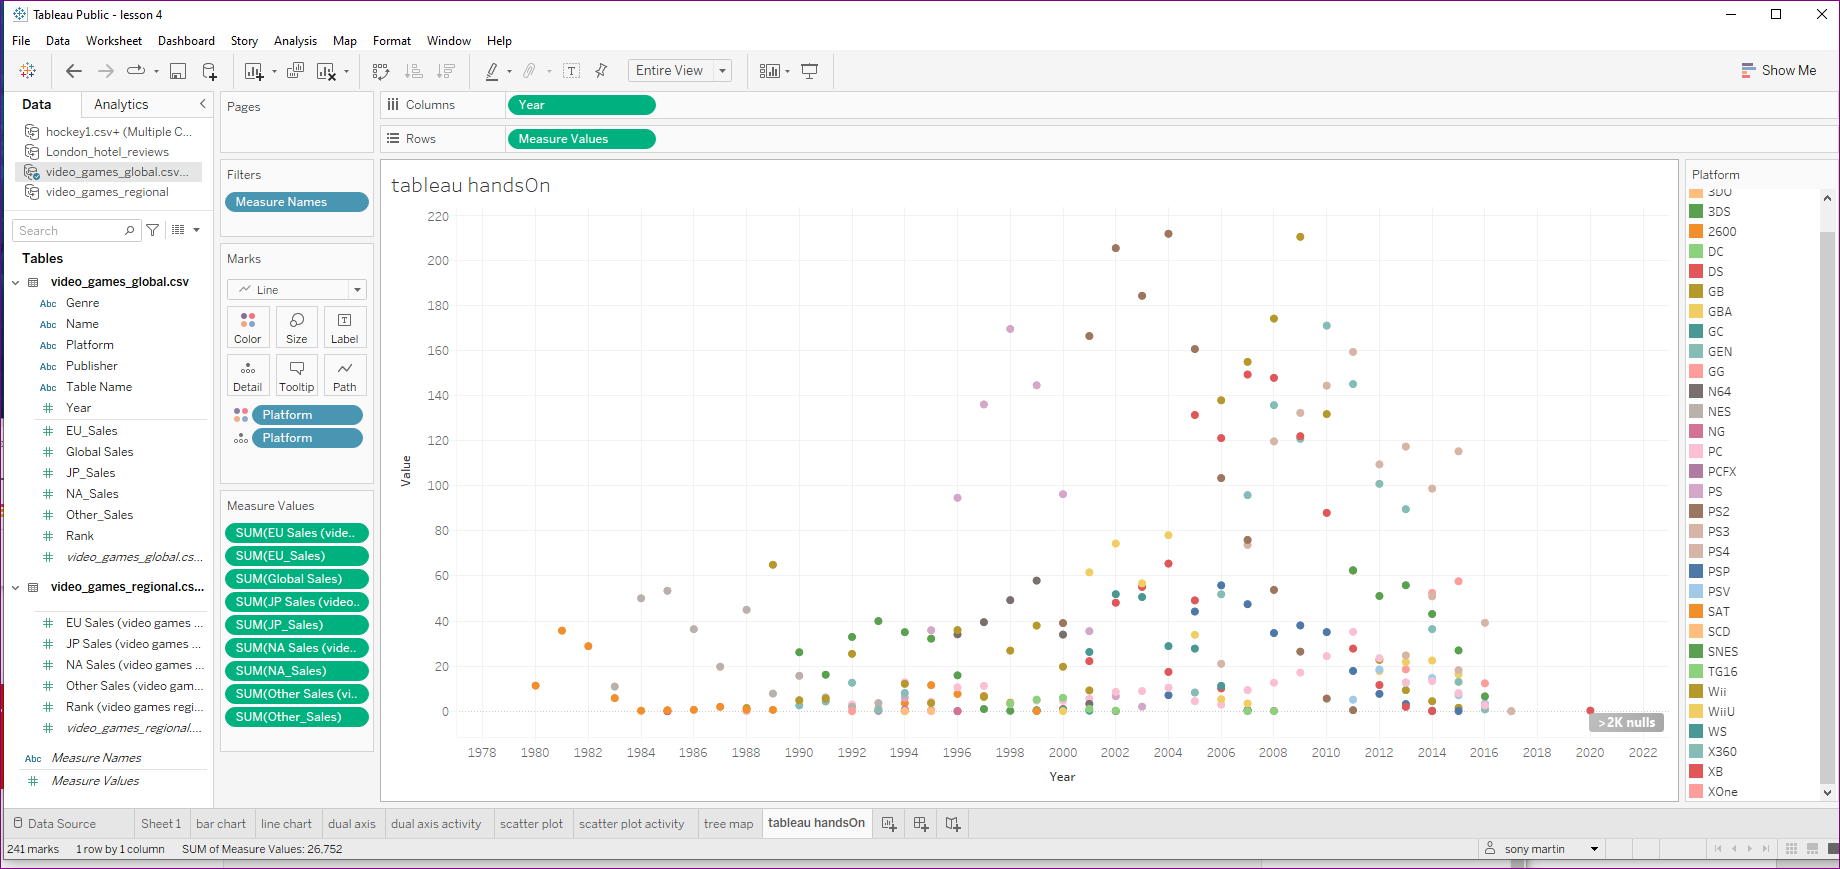 Tableau Public - lesson 4
File Data Worksheet Dashboard Story Analysis Map Format Window Help
Entire View
Show Me
Data Analytics
hockey1.csv+ (Multiple C...
London_hotel_reviews
video_games_global.csv...
video_games_regional
Search
Tables
video_games_global.csv
Abc Genre
Abc Name
Abc Platform
Abc Publisher
Abc Table Name
Year
EU_Sales
Global Sales
JP_Sales
NA_Sales
Other_Sales
Rank
video_games_global.cs...
video_games_regional.cs...
EU Sales (video games ...
JP Sales (video games ...
NA Sales (video games ...
Other Sales (video gam...
Rank (video games regi...
video_games_regional....
Abc Measure Names
Measure Values
Pages
Filters
Measure Names
Marks
Line
Color Size Label
Detail Tooltip Path
Platform
Platform
Measure Values
SUM(EU Sales (vide..
SUM(EU_Sales)
SUM(Global Sales)
SUM(JP Sales (video..
SUM(JP_Sales)
SUM(NA Sales (vide..
SUM(NA_Sales)
SUM(Other Sales (vi..
SUM(Other_Sales)
Columns Year
Rows Measure Values
tableau handsOn
220
200
180
160
140
120
100
80
60
40
20
0
Value
>2K nulls
1978 1980 1982 1984 1986 1988 1990 1992 1994 1996 1998 2000 2002 2004 2006 2008 2010 2012 2014 2016 2018 2020 2022
Year
Platform
3DO
3DS
2600
DC
DS
GB
GBA
GC
GEN
GG
N64
NES
NG
PC
PCFX
PS
PS2
PS3
PS4
PSP
PSV
SAT
SCD
SNES
TG16
Wii
WiiU
WS
X360
XB
XOne
Data Source Sheet 1 bar chart line chart dual axis dual axis activity scatter plot scatter plot activity tree map tableau handsOn
241 marks 1 row by 1 column SUM of Measure Values: 26,752
sony martin